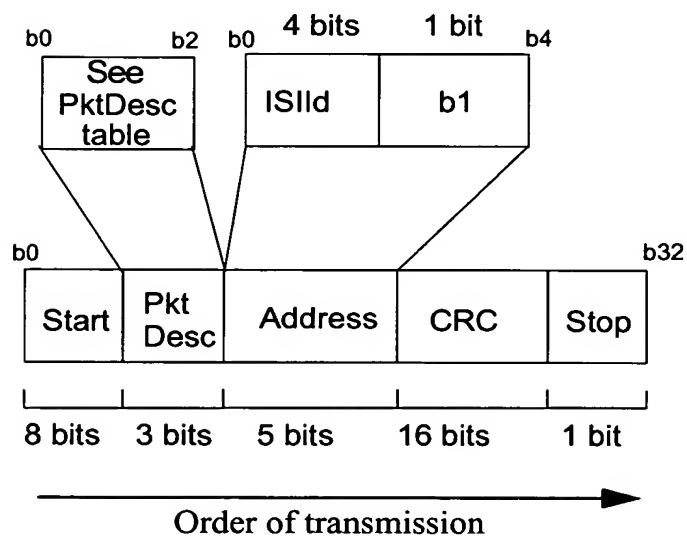 4 bits 1 bit
b0 b2 b0 b4
See
PktDesc
table
ISIId b1
b0 b32
Start Pkt
Desc Address CRC Stop
8 bits 3 bits 5 bits 16 bits 1 bit
Order of transmission